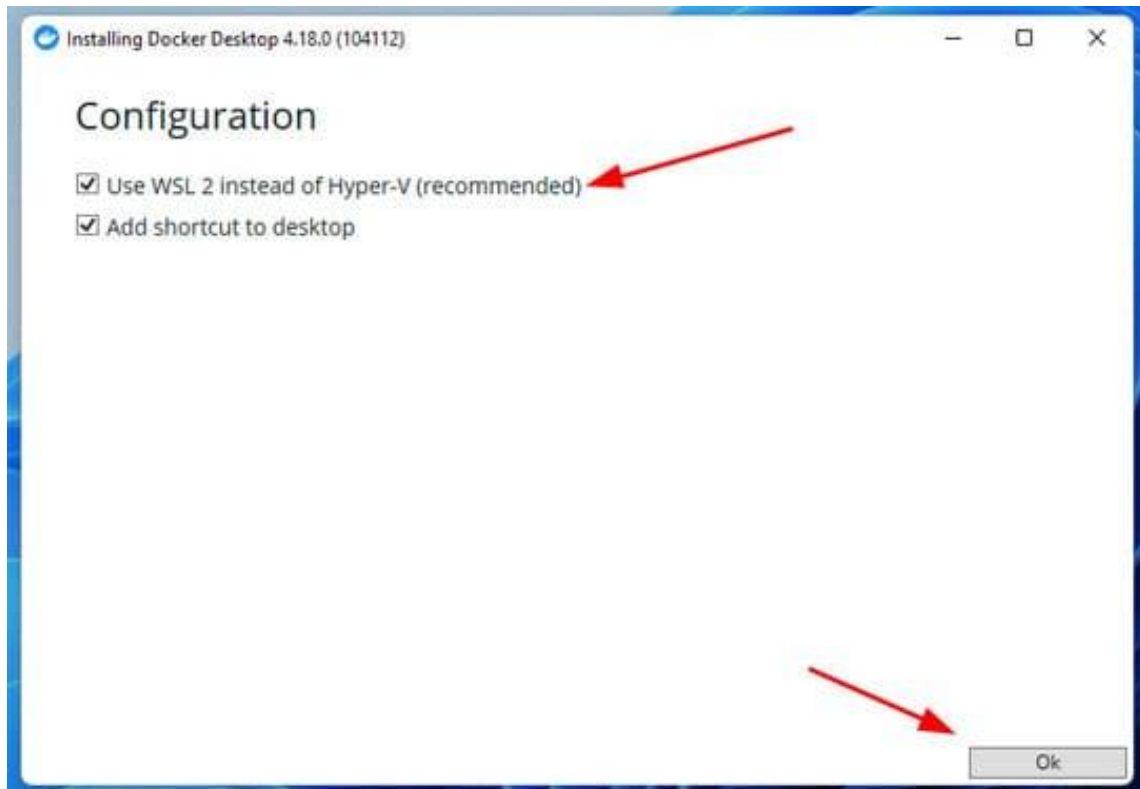 Installing Docker Desktop 4.18.0 (104112)
Configuration
Use WSL 2 instead of Hyper-V (recommended)
Add shortcut to desktop
Ok